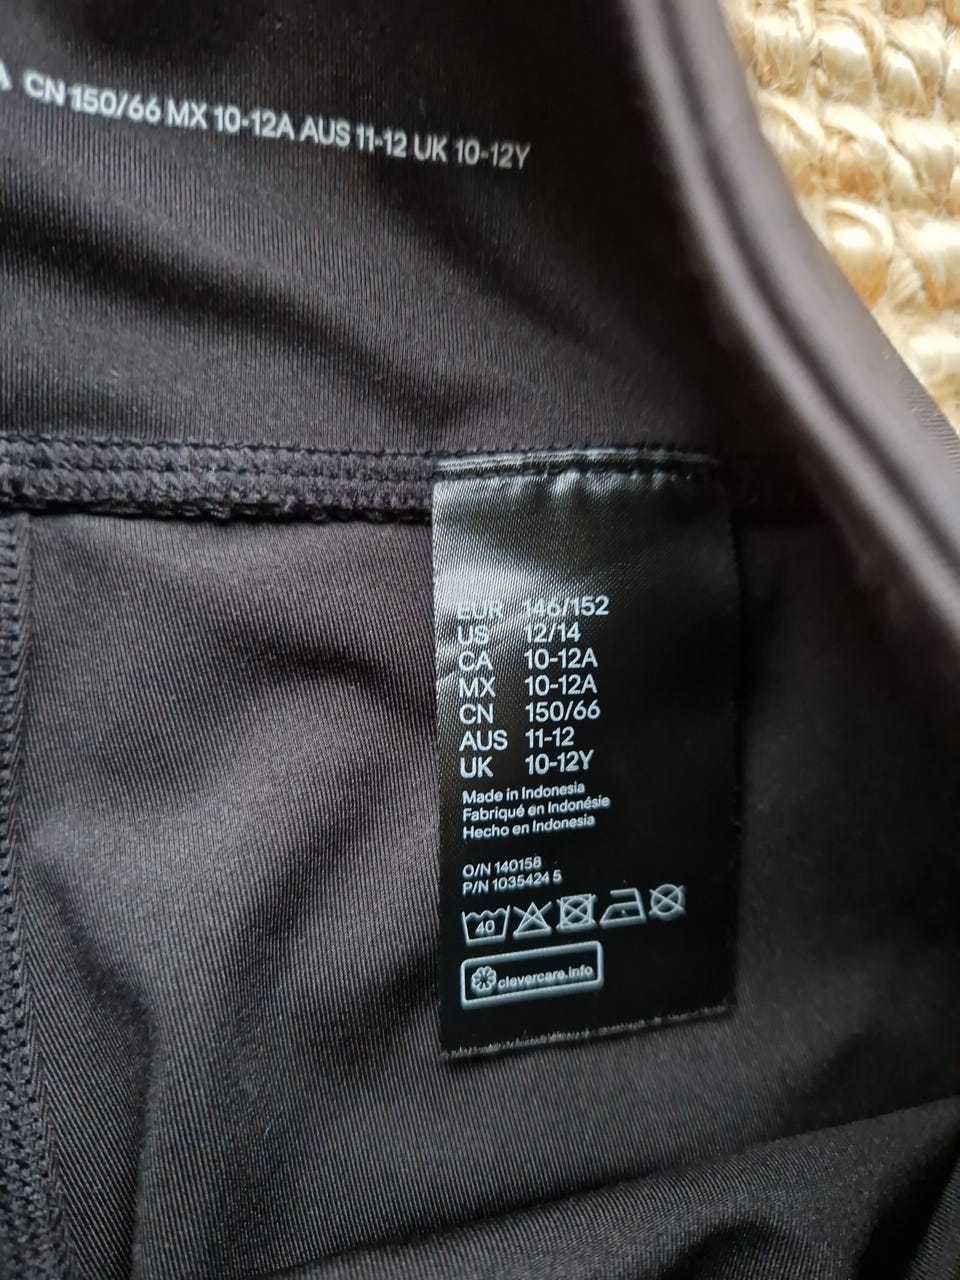 CN 150/66 MX 10-12A AUS 11-12 UK 10-12Y
EUR 146/152
US 12/14
CA 10-12A
MX 10-12A
CN 150/66
AUS 11-12
UK 10-12Y
Made in Indonesia
Fabriqué en Indonésie
Hecho en Indonesia
O/N 140158
P/N 1035424 5
40
clevercare.info